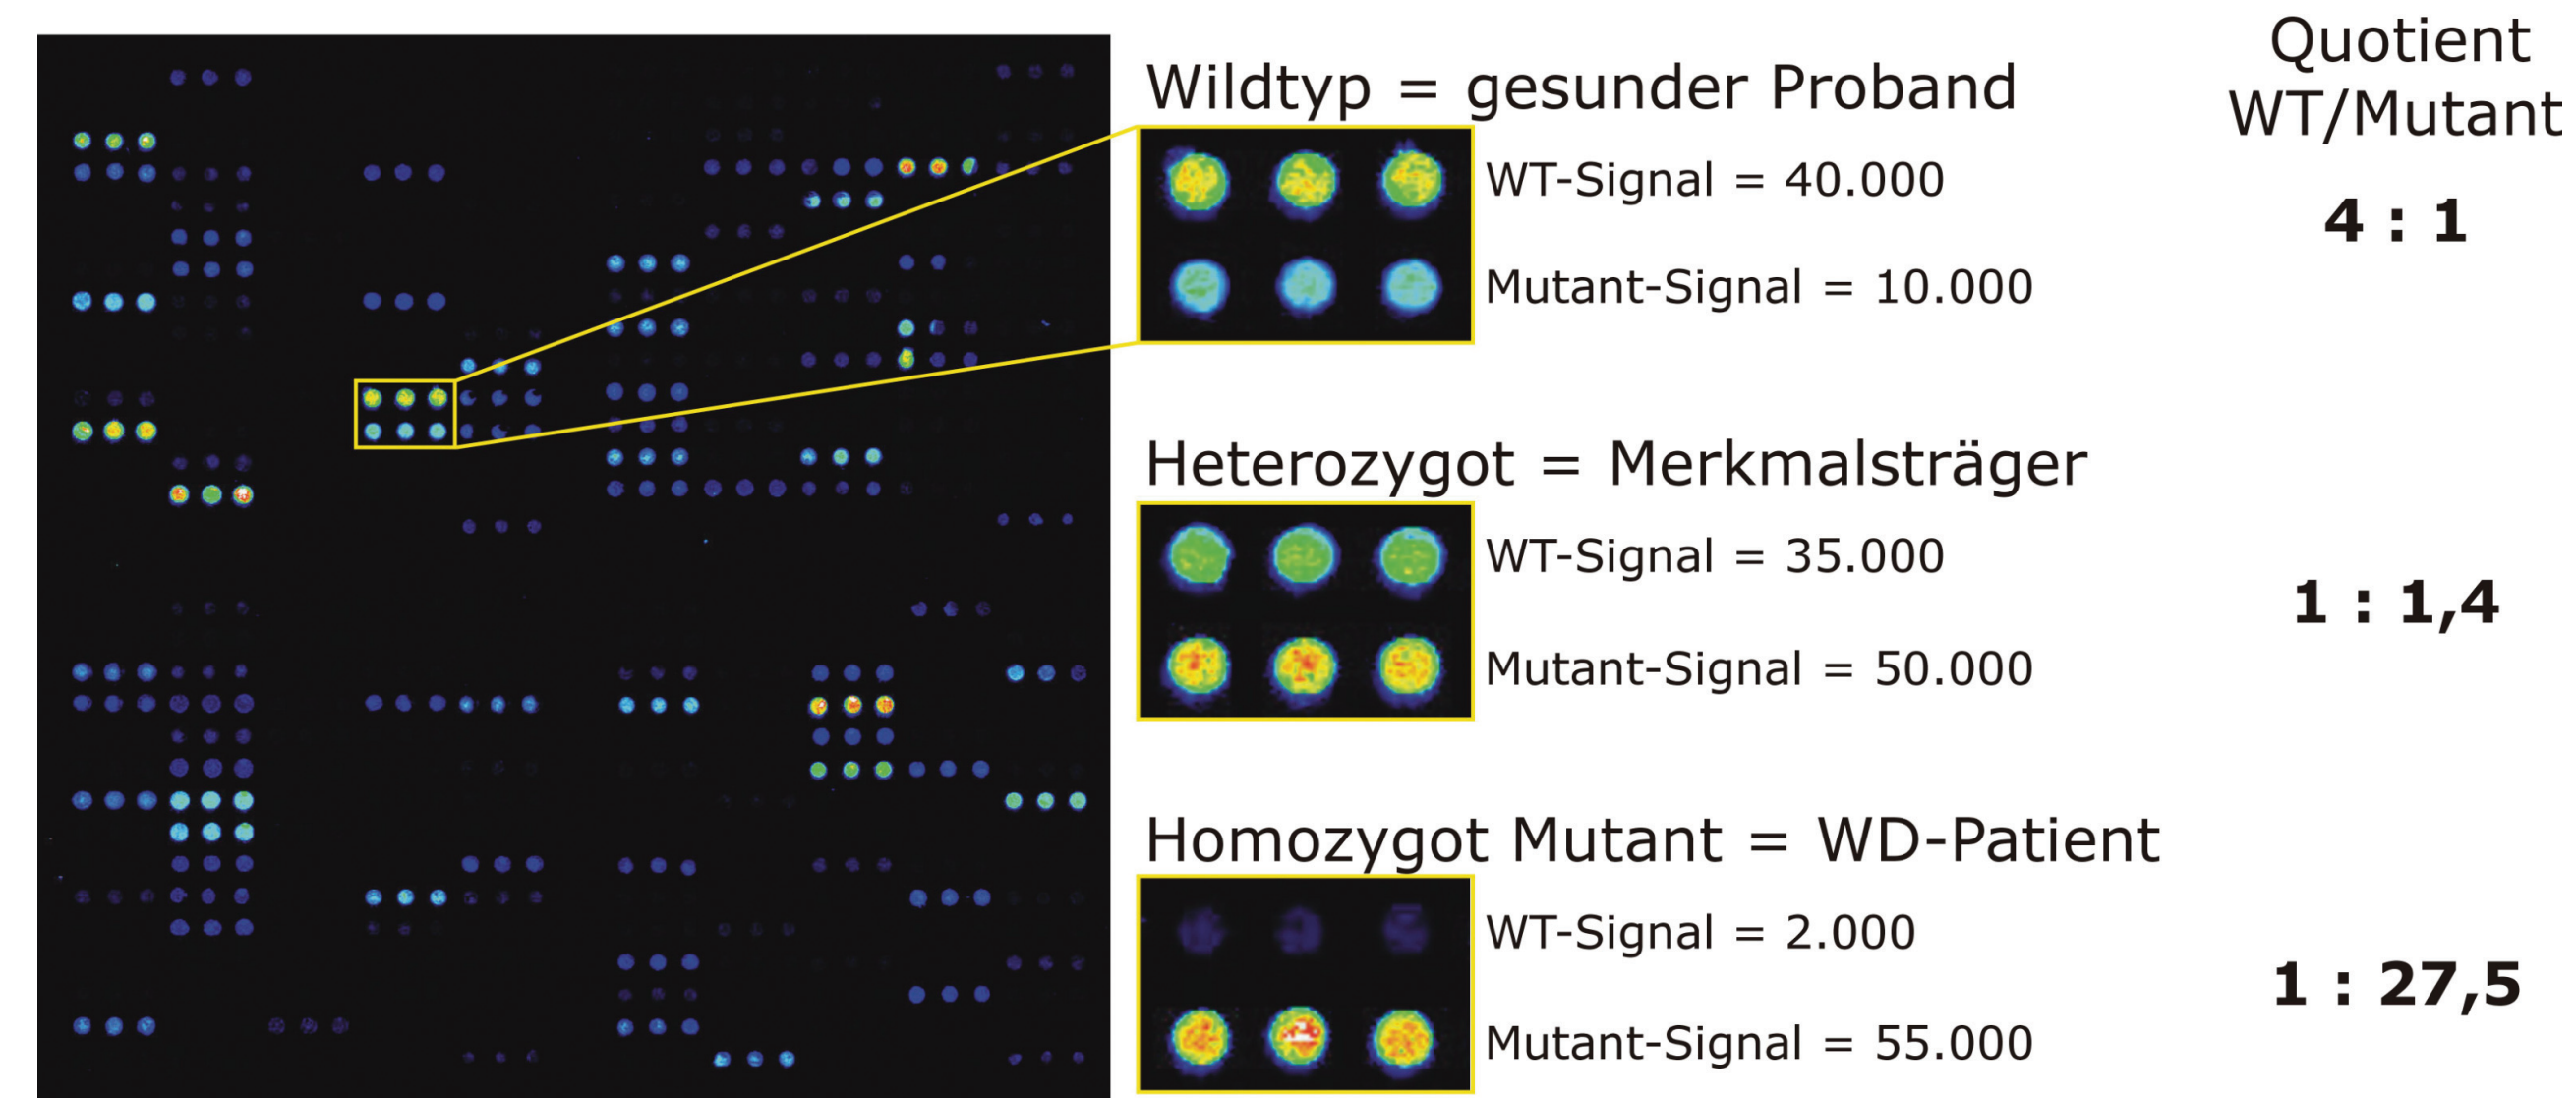 Quotient
WT/Mutant
Wildtyp = gesunder Proband
WT-Signal = 40.000
4 : 1
Mutant-Signal = 10.000
Heterozygot = Merkmalsträger
WT-Signal = 35.000
1 : 1,4
Mutant-Signal = 50.000
Homozygot Mutant = WD-Patient
WT-Signal = 2.000
1 : 27,5
Mutant-Signal = 55.000